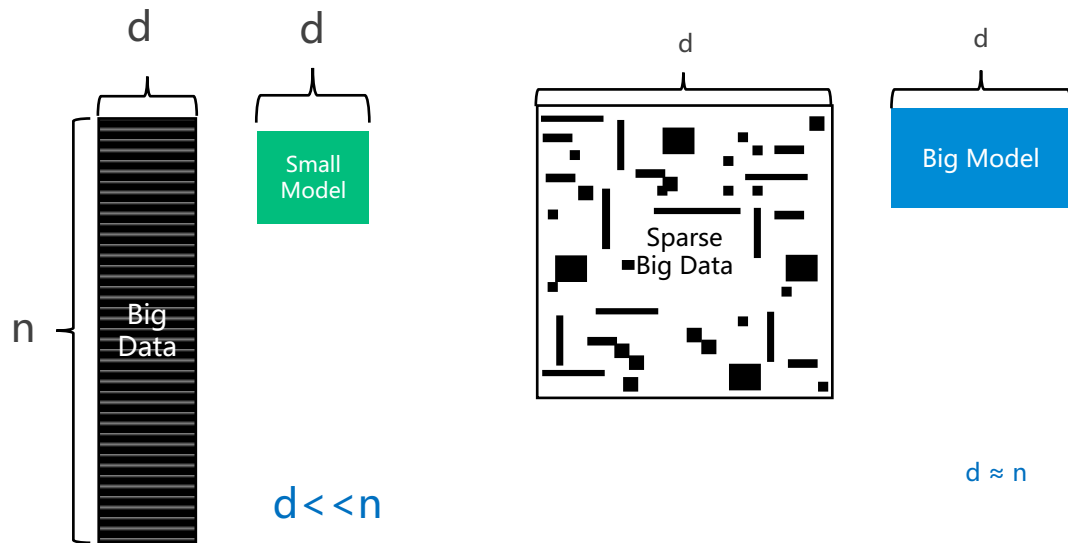 d
d
d
d
Small
Model
Big Model
Sparse
Big Data
n
Big
Data
d<<n
d ≈ n